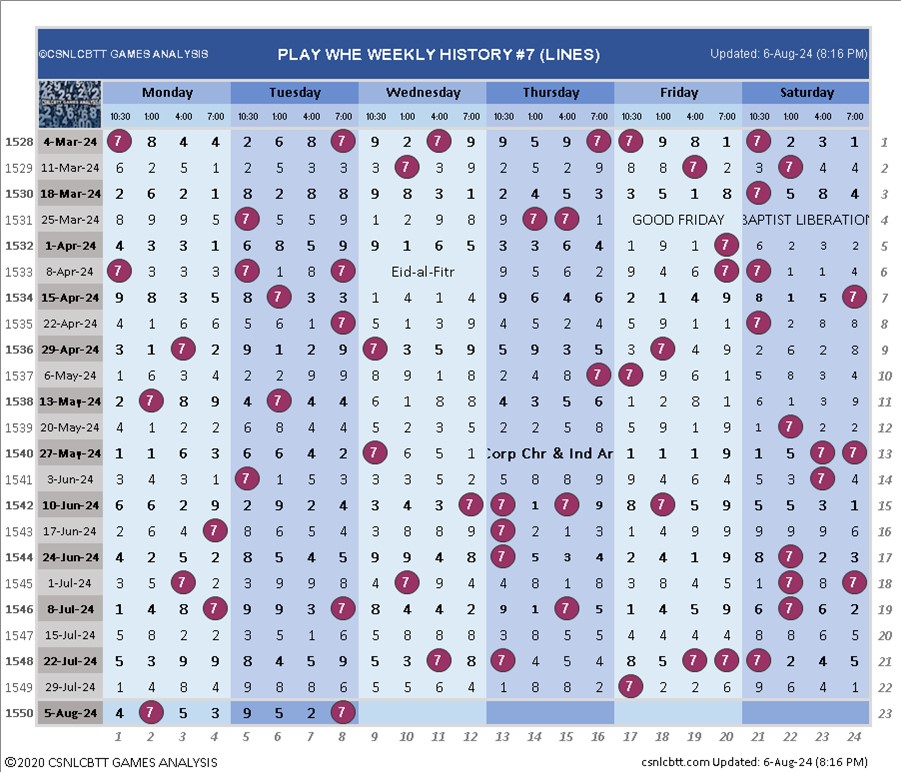 ©CSNLCBTT GAMES ANALYSIS PLAY WHE WEEKLY HISTORY #7 (LINES) Updated: 6-Aug-24 (8:16 PM)
Monday Tuesday Wednesday Thursday Friday Saturday
10:30 1:00 4:00 7:00 10:30 1:00 4:00 7:00 10:30 1:00 4:00 7:00 10:30 1:00 4:00 7:00 10:30 1:00 4:00 7:00 10:30 1:00 4:00 7:00
1528 4-Mar-24 7 8 4 4 2 6 8 7 9 2 7 9 9 5 9 7 7 9 8 1 7 2 3 1 1
1529 11-Mar-24 6 2 5 1 2 5 3 3 3 7 3 9 2 5 2 9 8 8 7 2 3 7 4 4 2
1530 18-Mar-24 2 6 2 1 8 2 8 8 9 8 3 1 2 4 5 3 3 5 1 8 7 5 8 4 3
1531 25-Mar-24 8 9 9 5 7 5 5 9 1 2 9 8 9 7 7 1 GOOD FRIDAY BAPTIST LIBERATION 4
1532 1-Apr-24 4 3 3 1 6 8 5 9 9 1 6 5 3 3 6 4 1 9 1 7 6 2 3 2 5
1533 8-Apr-24 7 3 3 3 7 1 8 7 Eid-al-Fitr 9 5 6 2 9 4 6 7 7 1 1 4 6
1534 15-Apr-24 9 8 3 5 8 7 3 3 1 4 1 4 9 6 4 6 2 1 4 9 8 1 5 7 7
1535 22-Apr-24 4 1 6 6 5 6 1 7 5 1 3 9 4 5 2 4 5 9 1 1 7 2 8 8 8
1536 29-Apr-24 3 1 7 2 9 1 2 9 7 3 5 9 5 9 3 5 3 7 4 9 2 6 2 8 9
1537 6-May-24 1 6 3 4 2 2 9 9 8 9 1 8 2 4 8 7 7 9 6 1 5 8 3 4 10
1538 13-May-24 2 7 8 9 4 7 4 4 6 1 8 8 4 3 5 6 1 2 8 1 6 1 3 9 11
1539 20-May-24 4 1 2 2 6 8 4 4 5 2 3 5 2 2 5 8 5 9 4 1 6 7 2 2 12
1540 27-May-24 1 1 6 3 6 6 4 2 7 6 5 1 Corp Chr & Ind Ar 1 1 1 9 1 5 7 7 13
1541 3-Jun-24 3 4 3 4 7 1 5 3 3 3 5 2 5 8 8 9 9 4 6 4 5 3 7 4 14
1542 10-Jun-24 6 6 2 9 2 9 2 4 3 4 3 7 7 1 7 9 8 7 5 9 5 5 3 1 15
1543 17-Jun-24 2 6 4 7 8 6 5 4 3 8 8 9 7 2 1 3 1 4 4 9 9 9 9 6 16
1544 24-Jun-24 4 2 5 2 8 5 4 5 9 9 4 8 7 5 3 4 2 4 1 9 8 7 2 3 17
1545 1-Jul-24 3 5 7 2 3 9 9 8 4 7 9 4 4 8 1 8 3 8 4 5 1 7 8 7 18
1546 8-Jul-24 1 4 8 7 9 9 3 7 8 4 4 2 9 1 7 5 1 4 5 9 6 7 6 2 19
1547 15-Jul-24 5 8 2 2 3 5 1 6 5 8 8 8 3 8 5 5 4 4 4 4 8 8 6 5 20
1548 22-Jul-24 5 3 9 9 8 4 5 9 5 3 7 8 7 4 5 4 8 5 7 7 7 2 4 5 21
1549 29-Jul-24 1 4 8 4 9 8 8 6 5 5 6 4 1 8 8 2 7 2 2 6 9 6 4 1 22
1550 5-Aug-24 4 7 5 3 9 5 2 7 23
1 2 3 4 5 6 7 8 9 10 11 12 13 14 15 16 17 18 19 20 21 22 23 24
©2020 CSNLCBTT GAMES ANALYSIS csnlcbtt.com Updated: 6-Aug-24 (8:16 PM)